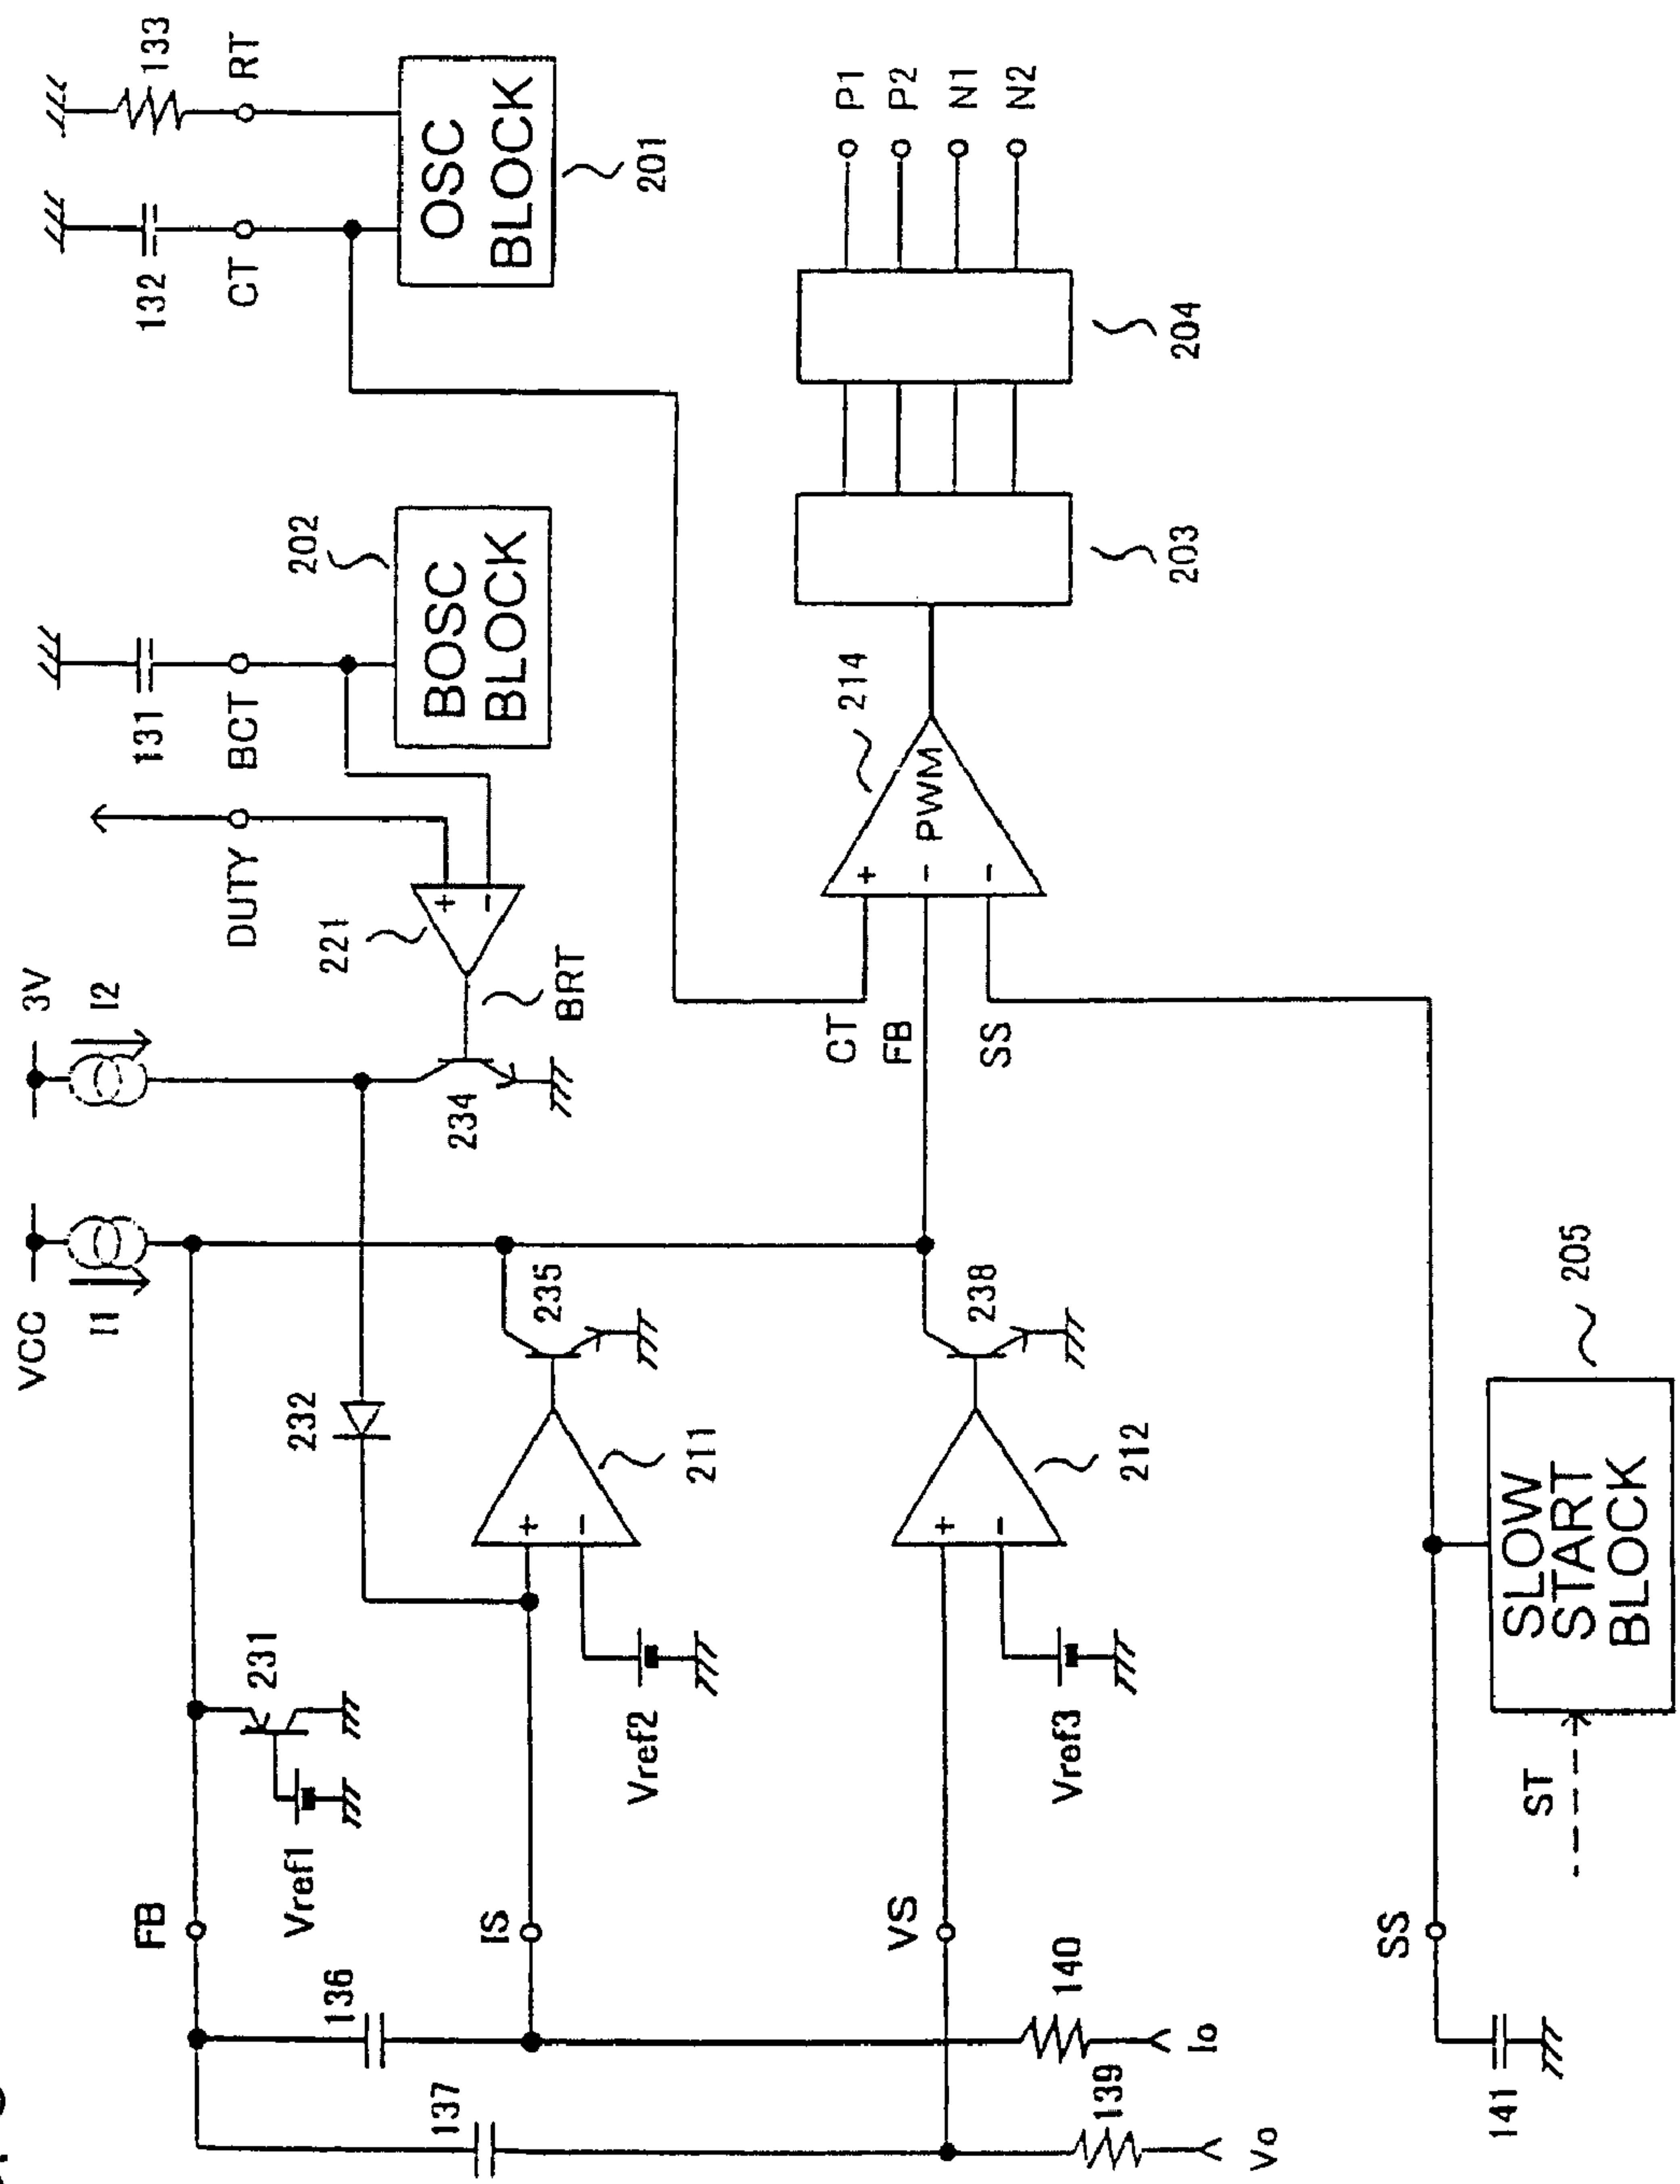 VCC
3V
I1
I2
133
RT
132
CT
OSC
BLOCK
201
131
BCT
202
BOSC
BLOCK
DUTY
221
+
-
BRT
234
FB
231
Vref1
232
235
136
IS
+
-
211
Vref2
137
VS
+
-
212
238
Vref3
140
Io
139
Vo
CT
FB
SS
+
-
-
PWM
214
203
204
P1
P2
N1
N2
SS
141
ST
SLOW
START
BLOCK
205